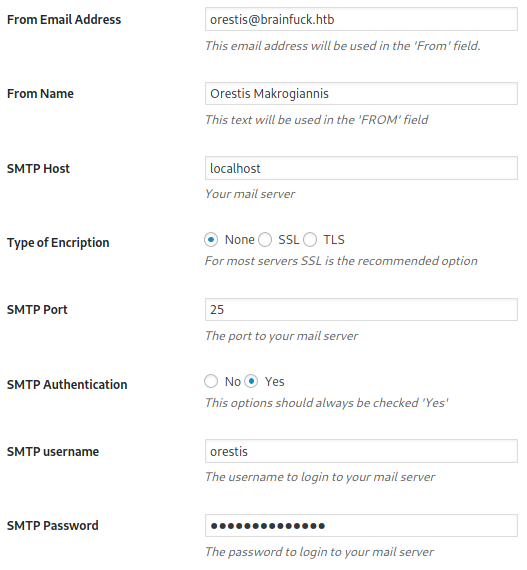 From Email Address
orestis@brainfuck.htb
This email address will be used in the 'From' field.
From Name
Orestis Makrogiannis
This text will be used in the 'FROM' field
SMTP Host
localhost
Your mail server
Type of Encription
None SSL TLS
For most servers SSL is the recommended option
SMTP Port
25
The port to your mail server
SMTP Authentication
No Yes
This options should always be checked 'Yes'
SMTP username
orestis
The username to login to your mail server
SMTP Password
●●●●●●●●●●●●●●
The password to login to your mail server